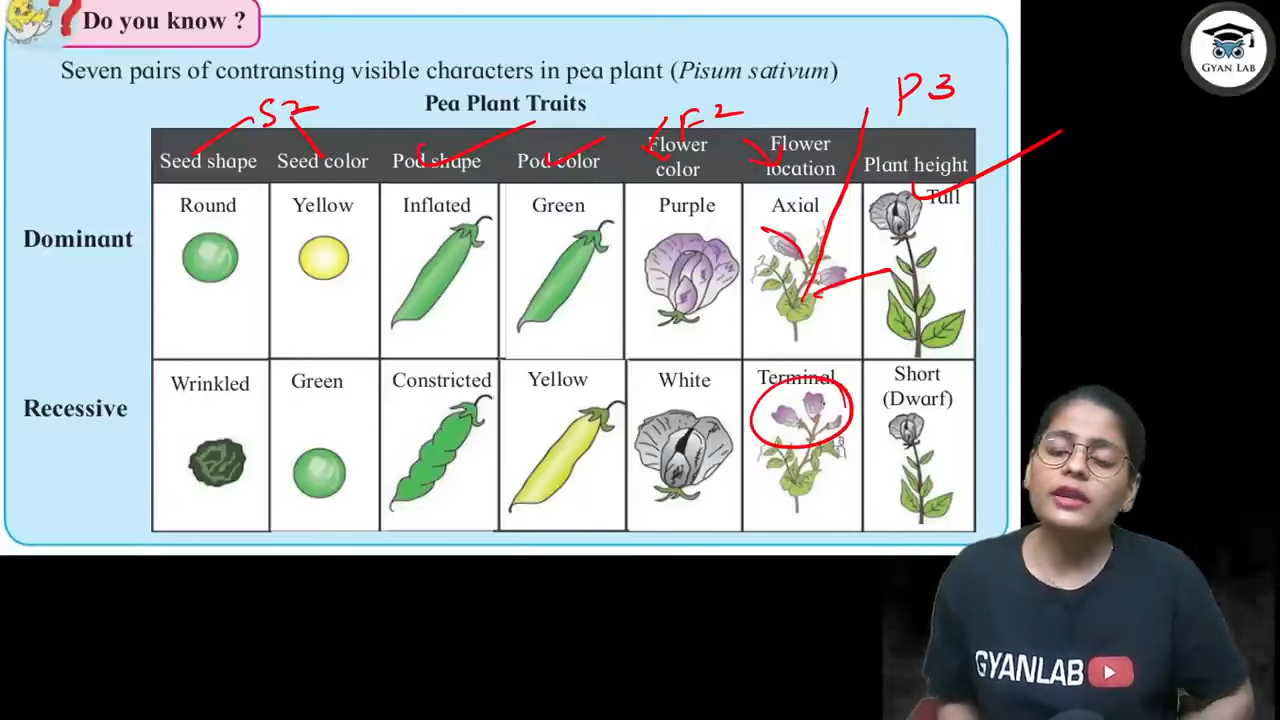 Do you know ?
GYAN LAB
Seven pairs of contransting visible characters in pea plant (Pisum sativum)
Pea Plant Traits
S2
F2
P3
Seed shape Seed color Pod shape Pod color Flower color Flower location Plant height
Dominant
Round Yellow Inflated Green Purple Axial Tall
Recessive
Wrinkled Green Constricted Yellow White Terminal Short (Dwarf)
GYANLAB